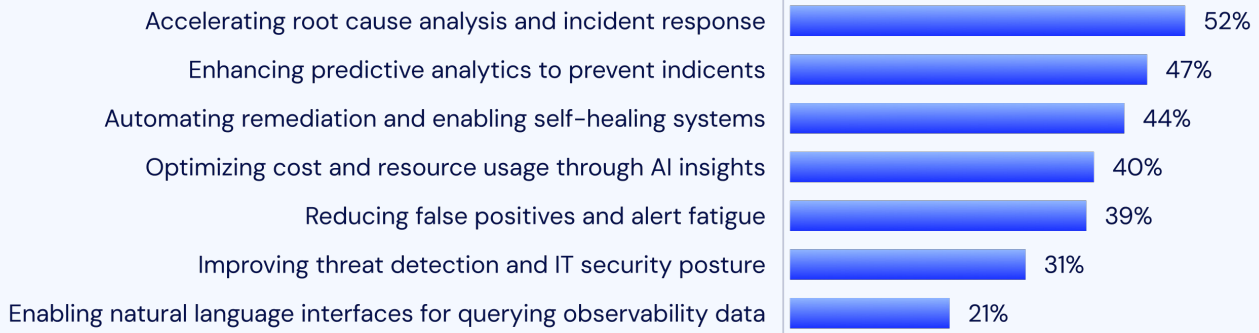 Accelerating root cause analysis and incident response 52%
Enhancing predictive analytics to prevent indicents 47%
Automating remediation and enabling self-healing systems 44%
Optimizing cost and resource usage through AI insights 40%
Reducing false positives and alert fatigue 39%
Improving threat detection and IT security posture 31%
Enabling natural language interfaces for querying observability data 21%